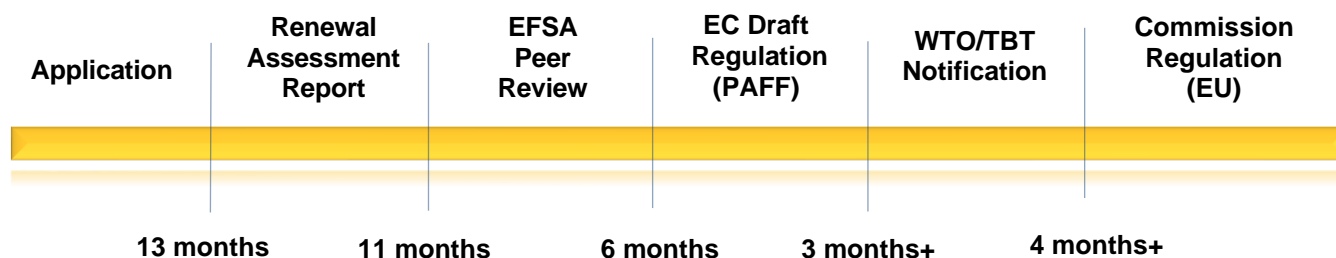 Application
Renewal
Assessment
Report
EFSA
Peer
Review
EC Draft
Regulation
(PAFF)
WTO/TBT
Notification
Commission
Regulation
(EU)
13 months
11 months
6 months
3 months+
4 months+